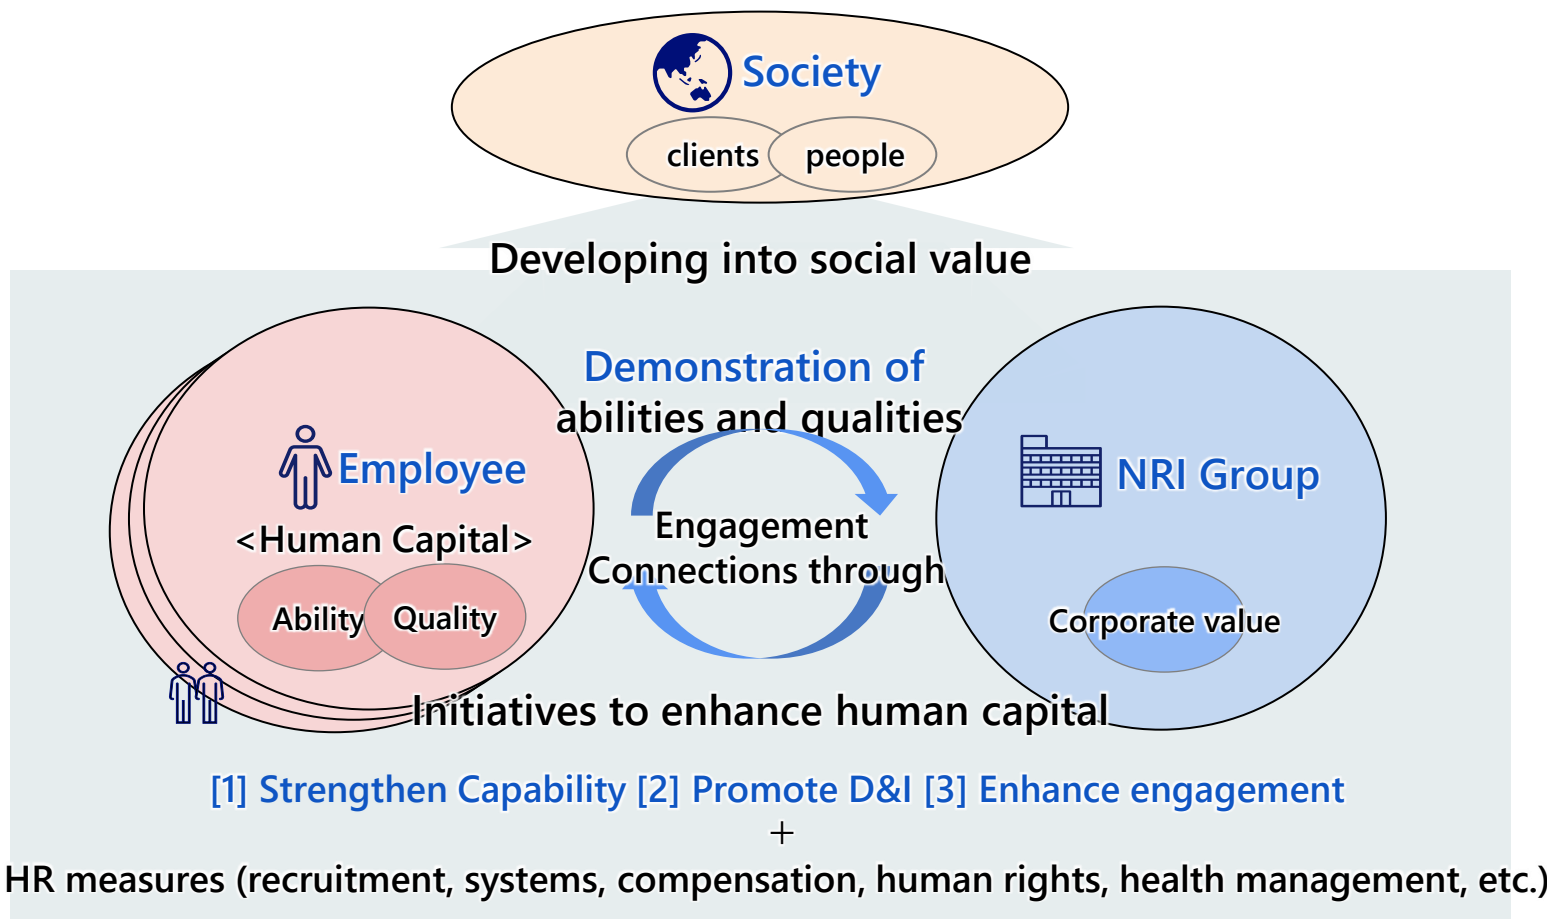 Society
clients
people
Developing into social value
Demonstration of
abilities and qualities
Employee
<Human Capital>
Ability
Quality
Engagement
Connections through
NRI Group
Corporate value
Initiatives to enhance human capital
[1] Strengthen Capability [2] Promote D&I [3] Enhance engagement
+
HR measures (recruitment, systems, compensation, human rights, health management, etc.)